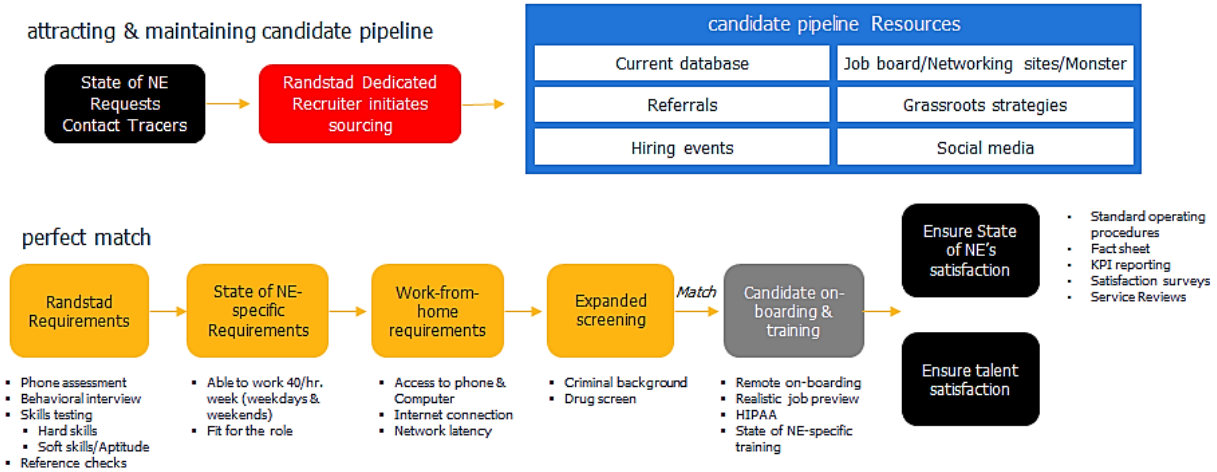 attracting & maintaining candidate pipeline
State of NE
Requests
Contact Tracers
Randstad Dedicated
Recruiter initiates
sourcing
candidate pipeline Resources
Current database
Job board/Networking sites/Monster
Referrals
Grassroots strategies
Hiring events
Social media
perfect match
Randstad
Requirements
▪ Phone assessment
▪ Behavioral interview
▪ Skills testing
▪ Hard skills
▪ Soft skills/Aptitude
▪ Reference checks
State of NE-
specific
Requirements
▪ Able to work 40/hr.
week (weekdays &
weekends)
▪ Fit for the role
Work-from-
home
requirements
▪ Access to phone &
Computer
▪ Internet connection
▪ Network latency
Expanded
screening
▪ Criminal background
▪ Drug screen
Match
Candidate on-
boarding &
training
▪ Remote on-boarding
▪ Realistic job preview
▪ HIPAA
▪ State of NE-specific
training
Ensure State
of NE's
satisfaction
• Standard operating
procedures
• Fact sheet
• KPI reporting
• Satisfaction surveys
• Service Reviews
Ensure talent
satisfaction